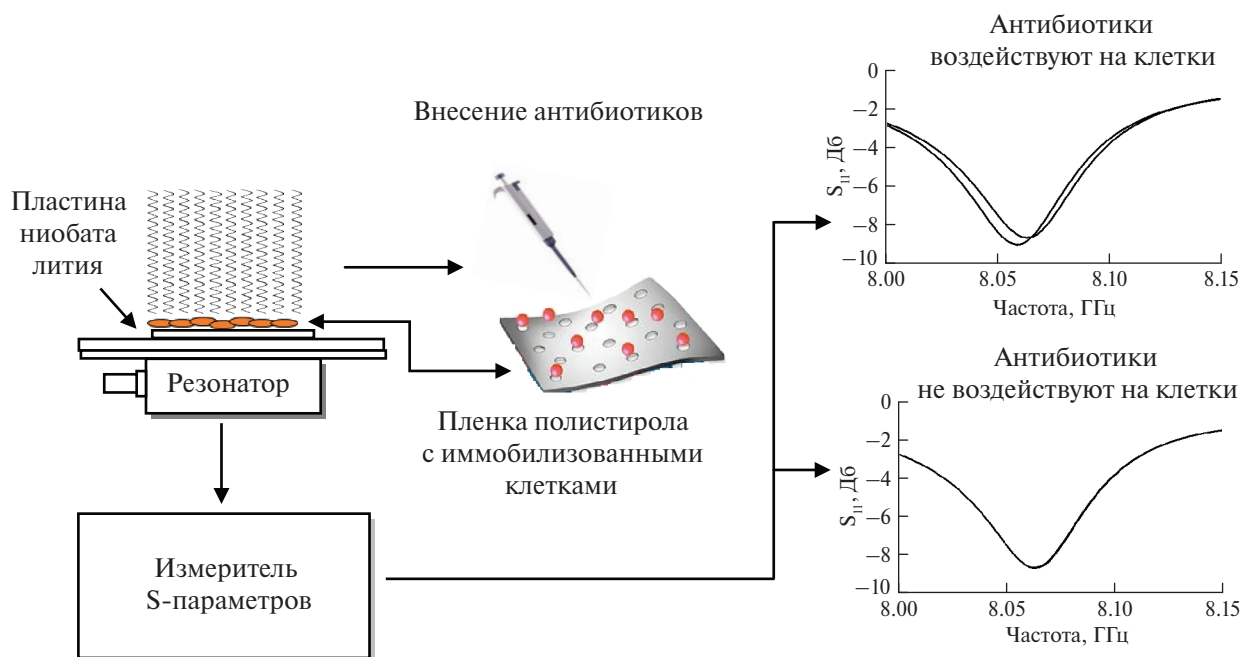 Антибиотики
воздействуют на клетки
0
−2
−4
−6
−8
−10
S₁₁, Дб
8.00
8.05
8.10
8.15
Частота, ГГц
Внесение антибиотиков
Пластина
ниобата
лития
Резонатор
Пленка полистирола
с иммобилизованными
клетками
Измеритель
S-параметров
Антибиотики
не воздействуют на клетки
0
−2
−4
−6
−8
−10
S₁₁, Дб
8.00
8.05
8.10
8.15
Частота, ГГц